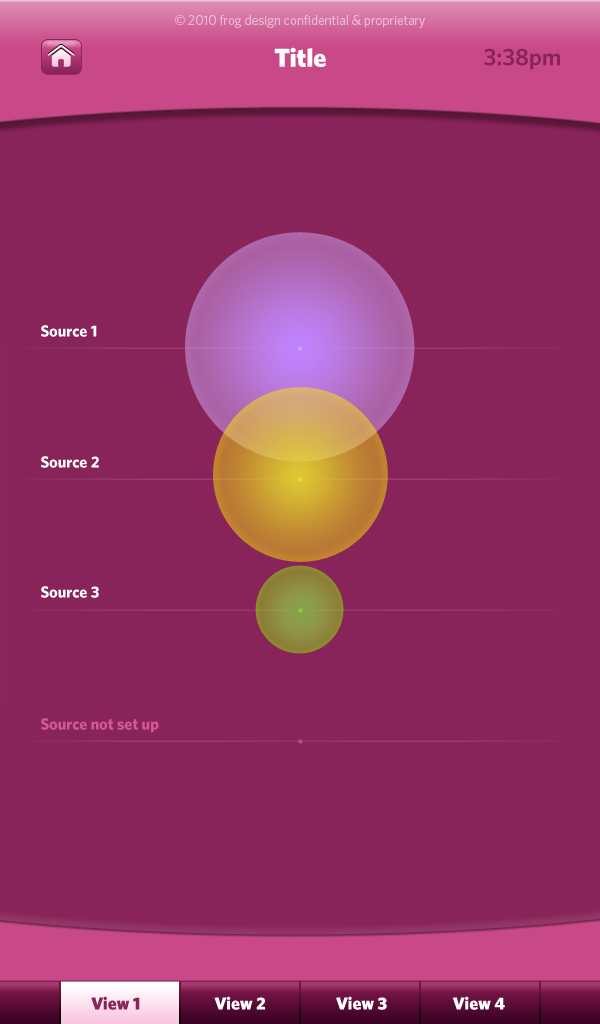 © 2010 frog design confidential & proprietary
Title
3:38pm
Source 1
Source 2
Source 3
Source not set up
View 1
View 2
View 3
View 4